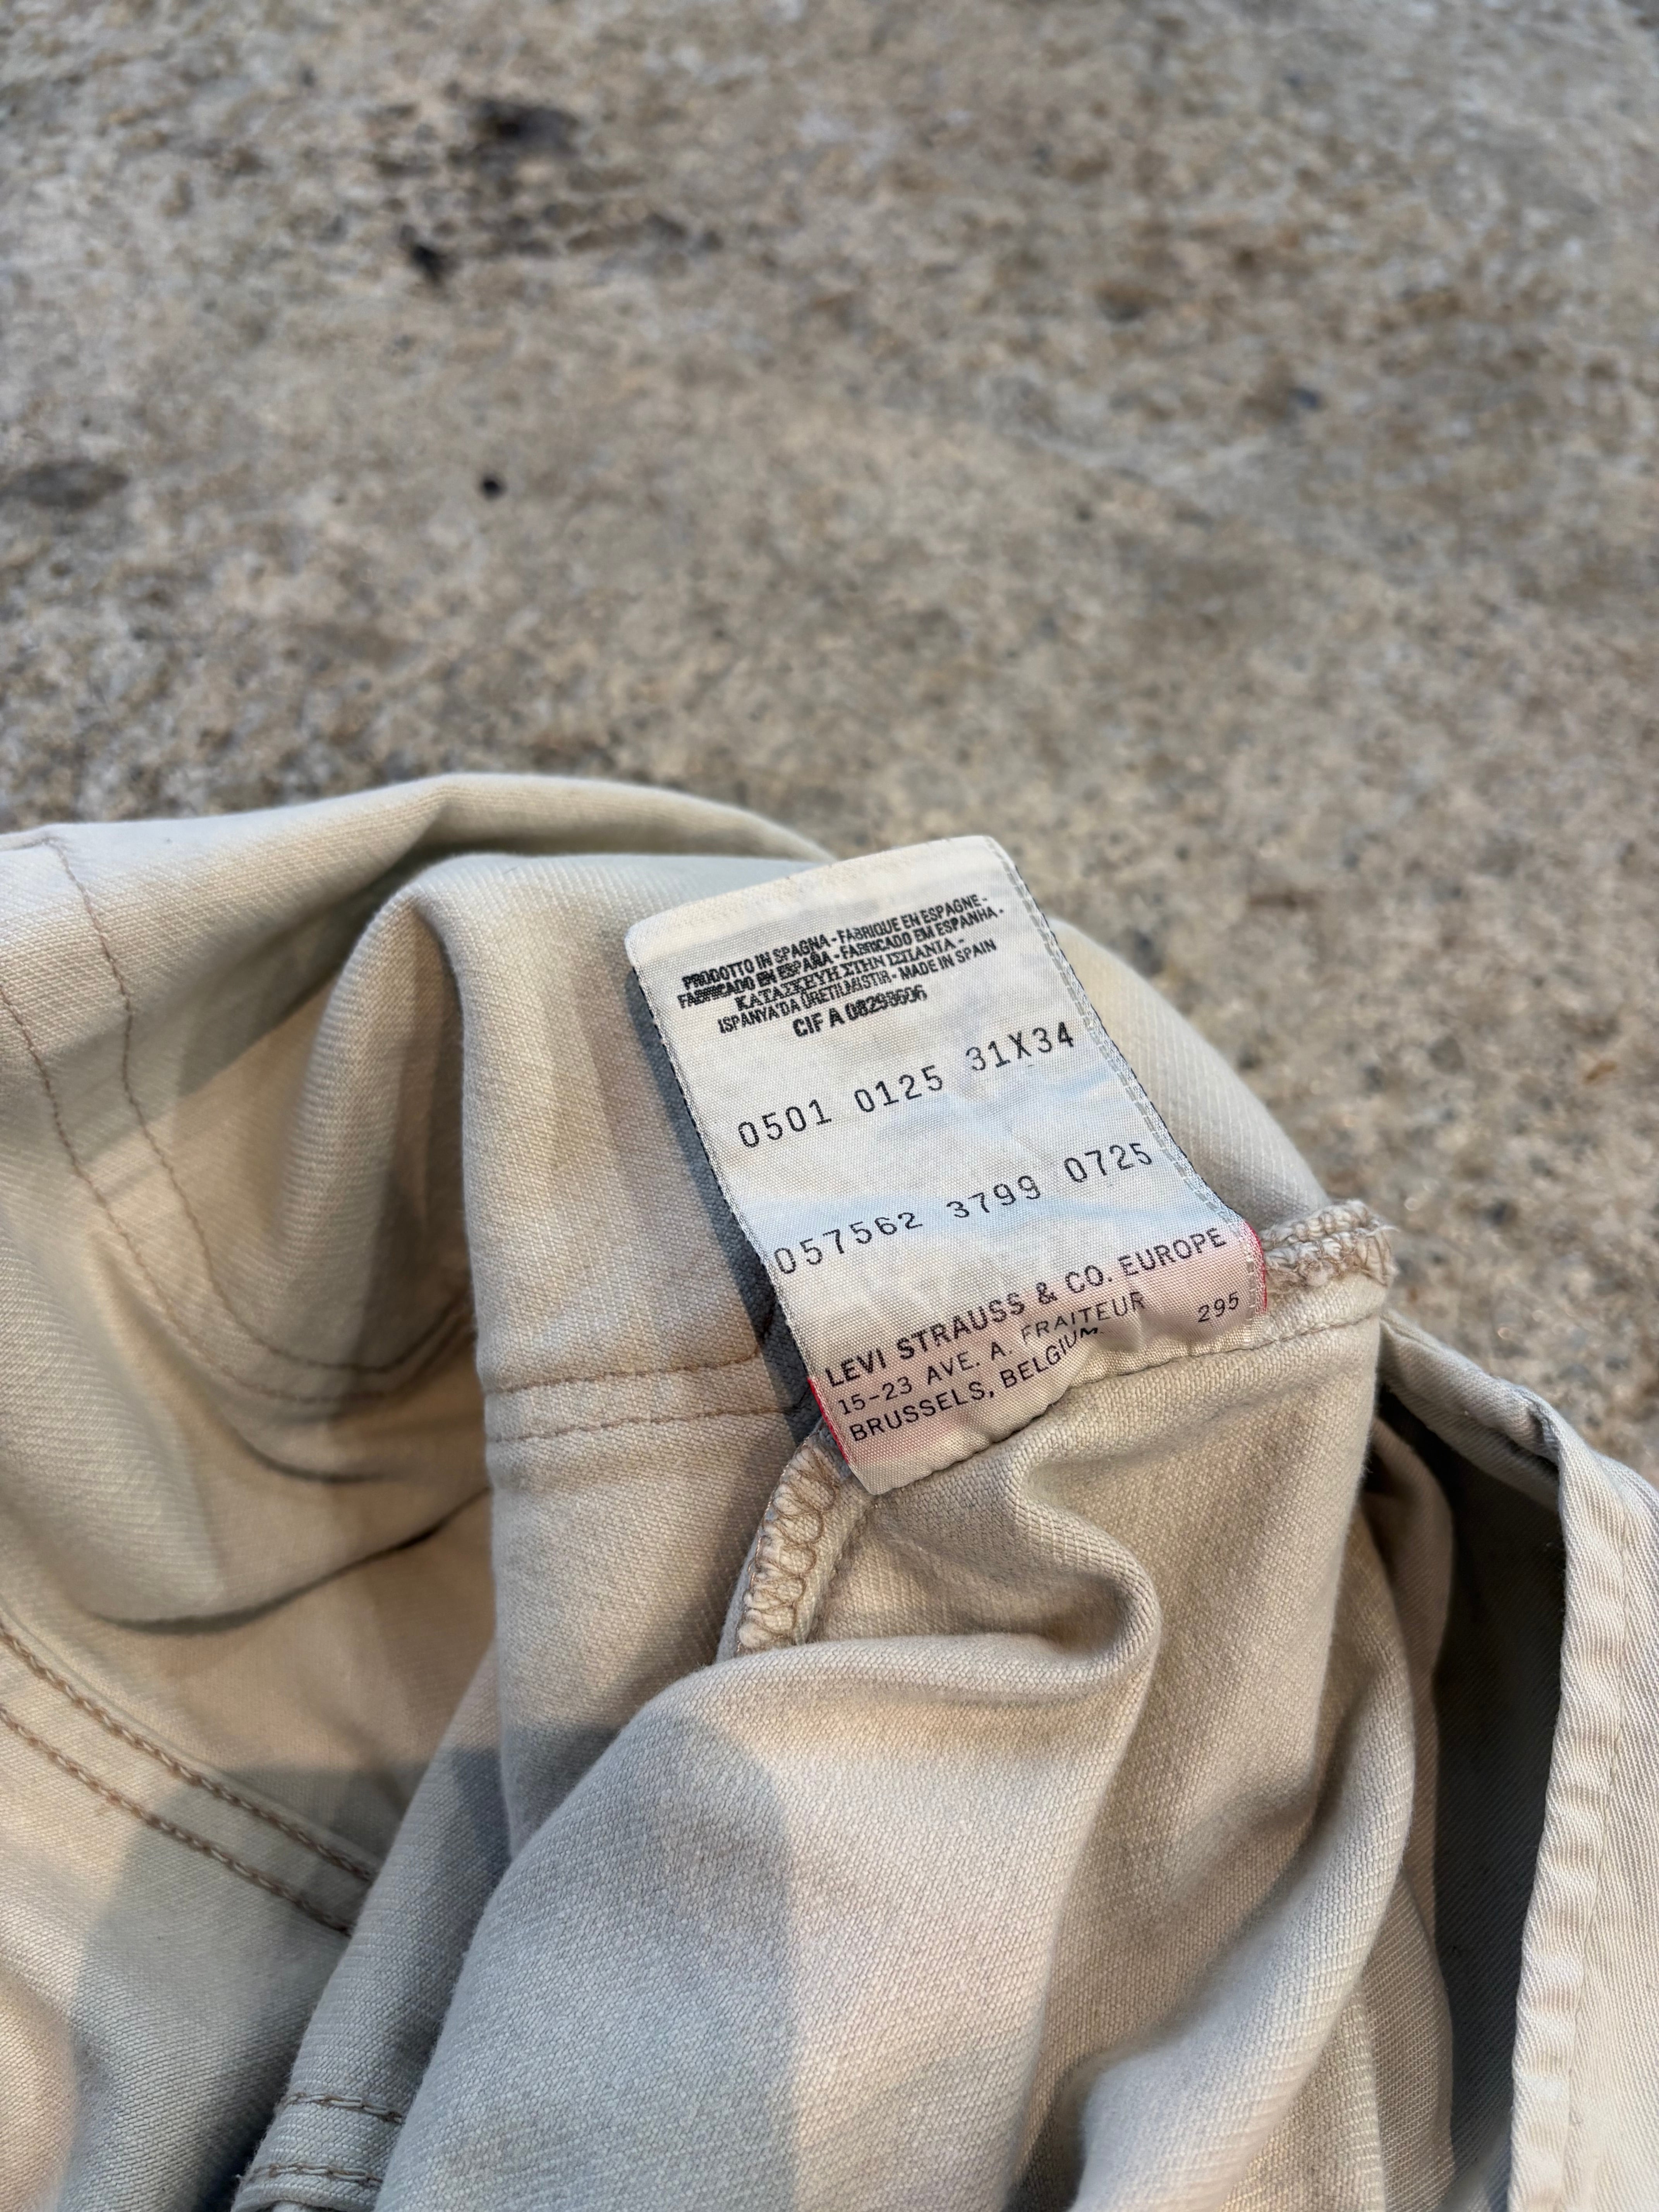 PRODOTTO IN SPAGNA - FABRIQUE EN ESPAGNE -
FABRICADO EN ESPAÑA - FABRICADO EM ESPANHA -
ΚΑΤΑΣΚΕΥΗ ΣΤΗΝ ΙΣΠΑΝΙΑ -
ISPANYA'DA ÜRETILMISTIR - MADE IN SPAIN
CIF A 08293606
0501 0125 31X34
057562 3799 0725
LEVI STRAUSS & CO. EUROPE
15-23 AVE. A. FRAITEUR 295
BRUSSELS, BELGIUM